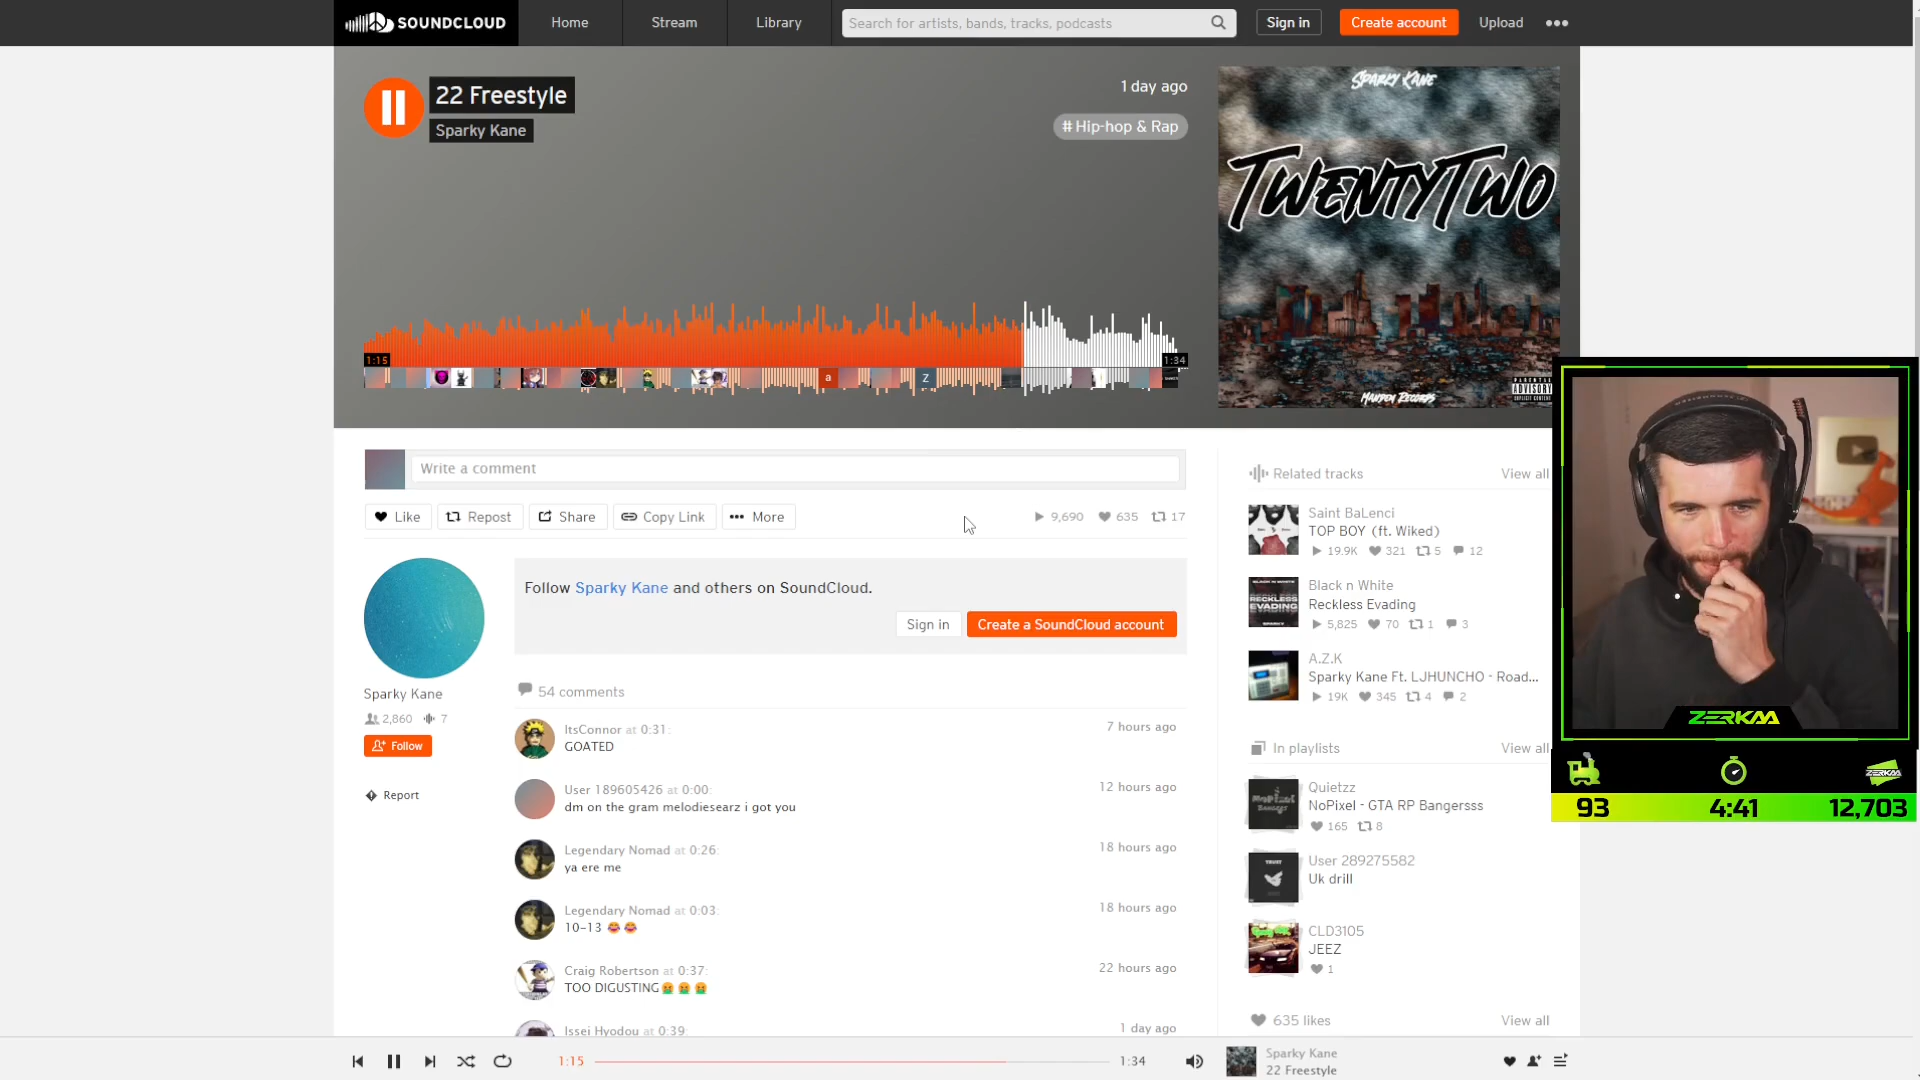 SOUNDCLOUD
Home
Stream
Library
Search for artists, bands, tracks, podcasts
Sign in
Create account
Upload
22 Freestyle
Sparky Kane
1 day ago
# Hip-hop & Rap
SPARKY KANE
TWENTYTWO
MANDEM RECORDS
PARENTAL
ADVISORY
EXPLICIT CONTENT
1:15
1:34
a
Z
Write a comment
Like
Repost
Share
Copy Link
More
9,690
635
17
Follow Sparky Kane and others on SoundCloud.
Sign in
Create a SoundCloud account
Sparky Kane
2,860
7
Follow
Report
54 comments
ItsConnor at 0:31:
7 hours ago
GOATED
User 189605426 at 0:00:
12 hours ago
dm on the gram melodiesearz i got you
Legendary Nomad at 0:26:
18 hours ago
ya ere me
Legendary Nomad at 0:03:
18 hours ago
10-13 😂😂
Craig Robertson at 0:37:
22 hours ago
TOO DIGUSTING🤮🤮🤮
Issei Hyodou at 0:39:
1 day ago
Related tracks
View all
Saint BaLenci
TOP BOY (ft. Wiked)
19.9K 321 5 12
Black n White
Reckless Evading
5,825 70 1 3
RECKLESS
EVADING
A.Z.K
Sparky Kane Ft. LJHUNCHO - Road...
19K 345 4 2
In playlists
View all
Quietzz
NoPixel - GTA RP Bangersss
165 8
User 289275582
Uk drill
CLD3105
JEEZ
1
635 likes
View all
ZERKAA
ZERKAA
93
4:41
12,703
1:15
1:34
Sparky Kane
22 Freestyle